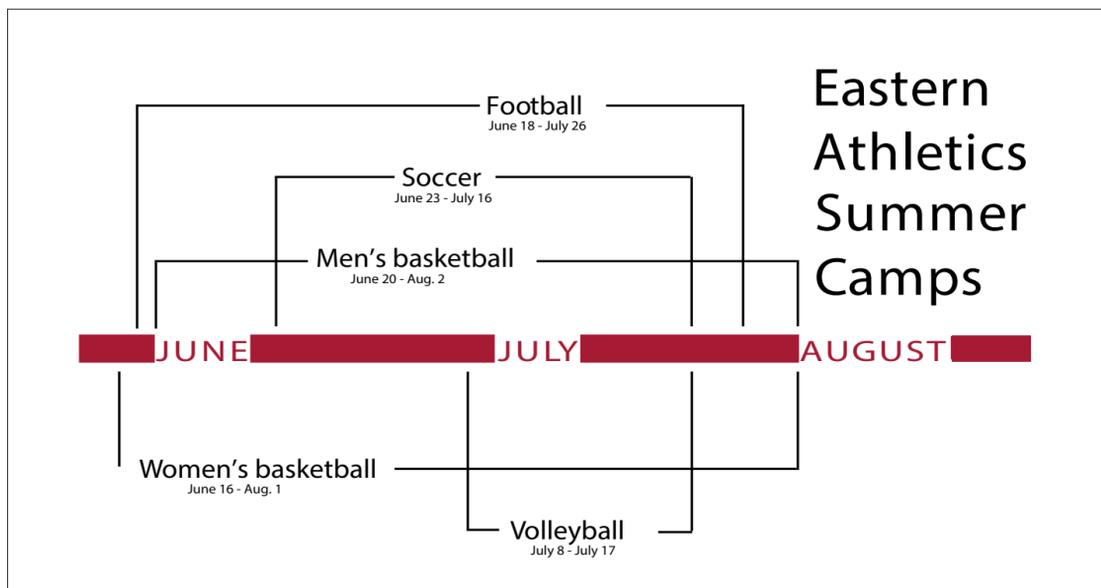 Eastern
Athletics
Summer
Camps
Football
June 18 - July 26
Soccer
June 23 - July 16
Men’s basketball
June 20 - Aug. 2
JUNE JULY AUGUST
Women’s basketball
June 16 - Aug. 1
Volleyball
July 8 - July 17